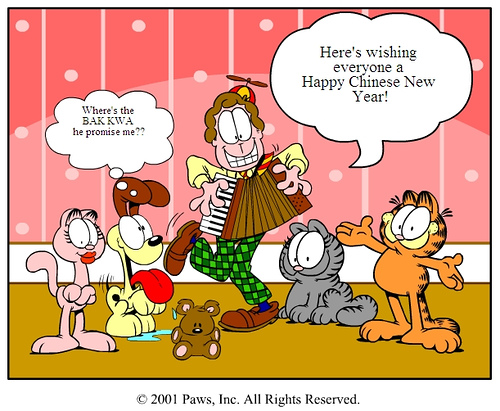 Where's the
BAK KWA
he promise me??
Here's wishing
everyone a
Happy Chinese New
Year!
© 2001 Paws, Inc. All Rights Reserved.